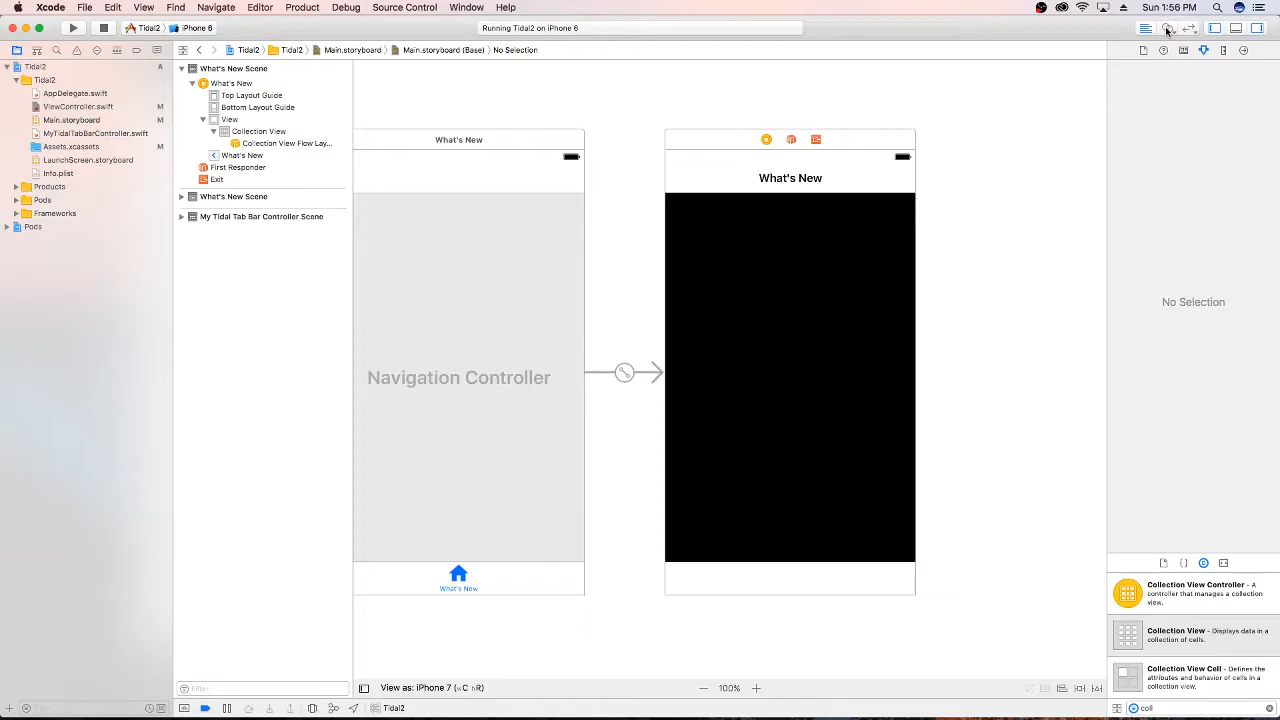 Xcode File Edit View Find Navigate Editor Product Debug Source Control Window Help Sun 1:56 PM
Tidal2 iPhone 6 Running Tidal2 on iPhone 6
Tidal2 Tidal2 Main.storyboard Main.storyboard (Base) No Selection
Tidal2 A
Tidal2
AppDelegate.swift
ViewController.swift M
Main.storyboard M
MyTidalTabBarController.swift M
Assets.xcassets M
LaunchScreen.storyboard
Info.plist
Products
Pods
Frameworks
Pods
What's New Scene
What's New
Top Layout Guide
Bottom Layout Guide
View
Collection View
Collection View Flow Lay...
What's New
First Responder
Exit
What's New Scene
My Tidal Tab Bar Controller Scene
Filter
What's New
Navigation Controller
What's New
What's New
View as: iPhone 7 (wC hR)
100%
Tidal2
No Selection
Collection View Controller - A
controller that manages a collection
view.
Collection View - Displays data in a
collection of cells.
Collection View Cell - Defines the
attributes and behavior of cells in a
collection view.
coll